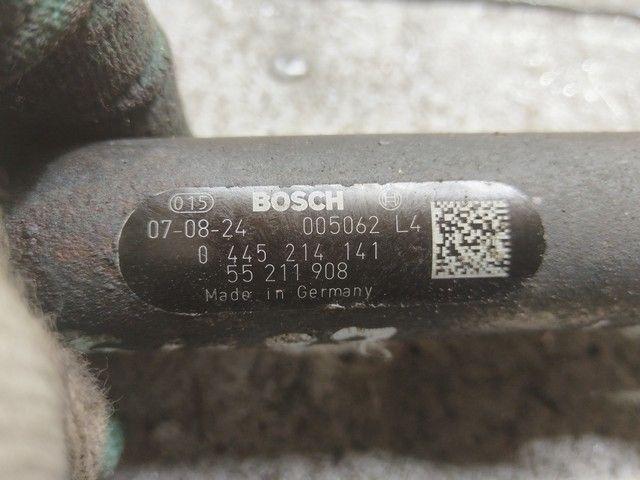 015 BOSCH
07-08-24 005062 L4
0 445 214 141
55 211 908
Made in Germany